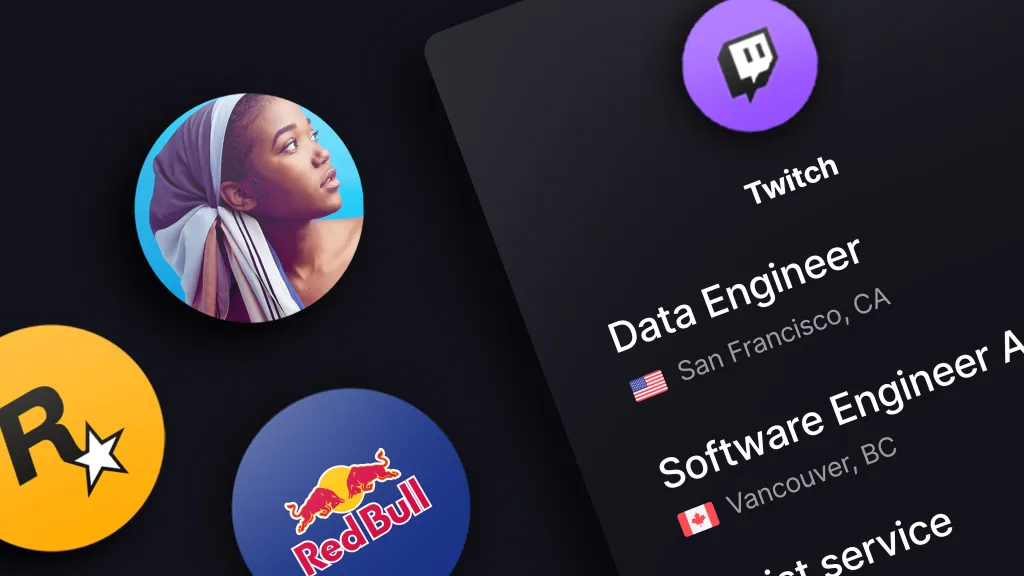 Twitch
Data Engineer
San Francisco, CA
Software Engineer
Vancouver, BC
service
R
Red Bull